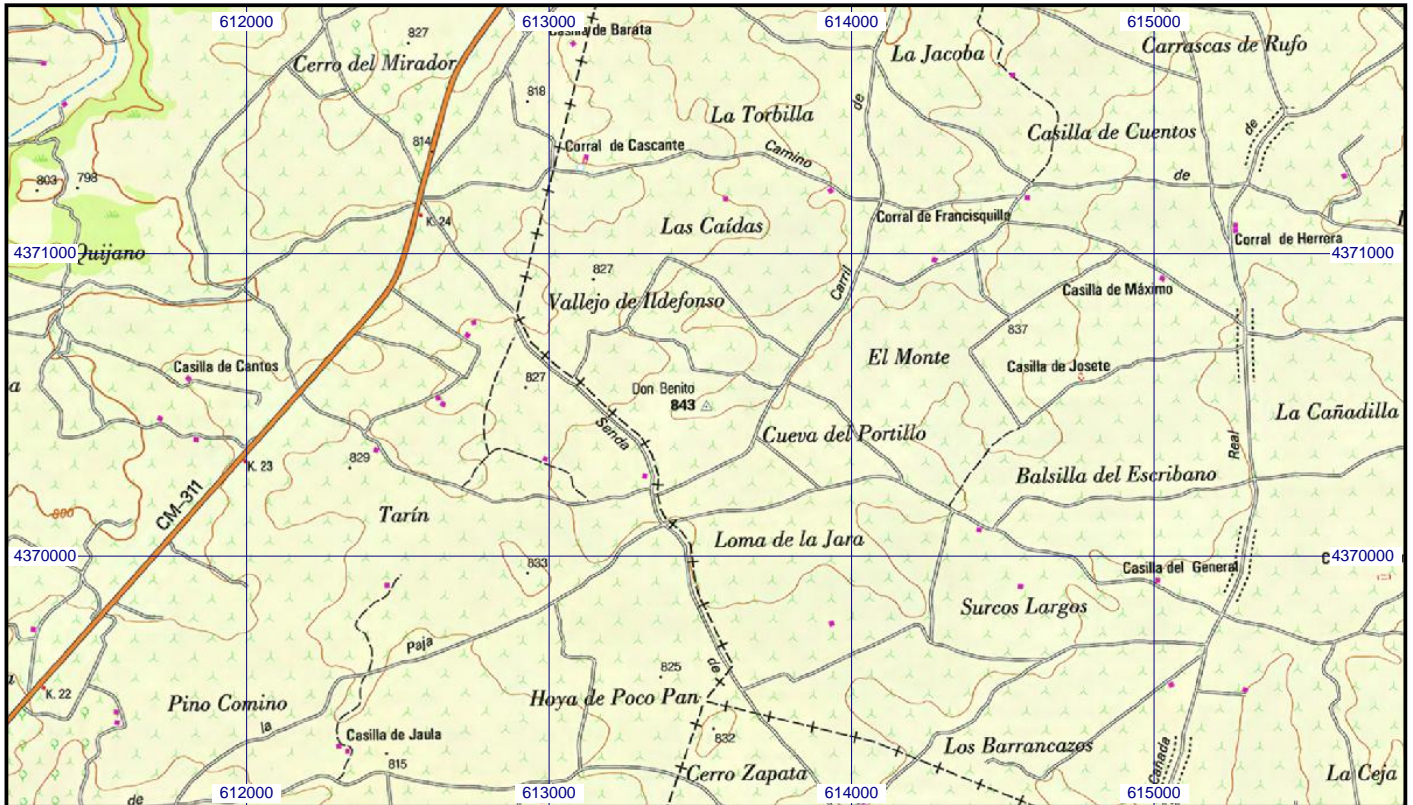 612000 613000 614000 615000
Casilla de Barata
827
Cerro del Mirador
La Jacoba
Carrascas de Rufo
818
La Torbilla
de
de
Casilla de Cuentos
814
Corral de Cascante
Camino
803
798
de
K. 24
Corral de Francisquillo
Las Caídas
Corral de Herrera
4371000 Quijano 4371000
827
Carril
Casilla de Máximo
Vallejo de Ildefonso
837
El Monte
Casilla de Cantos
Casilla de Josete
a
827
Don Benito
843
La Cañadilla
Senda
Cueva del Portillo
Real
829
K. 23
Balsilla del Escribano
CM-311
800
Tarín
Loma de la Jara
4370000 4370000
833
Casilla del General
C
Surcos Largos
Paja
de
825
K. 22
Pino Comino
Hoya de Poco Pan
la
Casilla de Jaula
832
Los Barrancazos
Cañada
815
Cerro Zapata
La Ceja
de
612000 613000 614000 615000